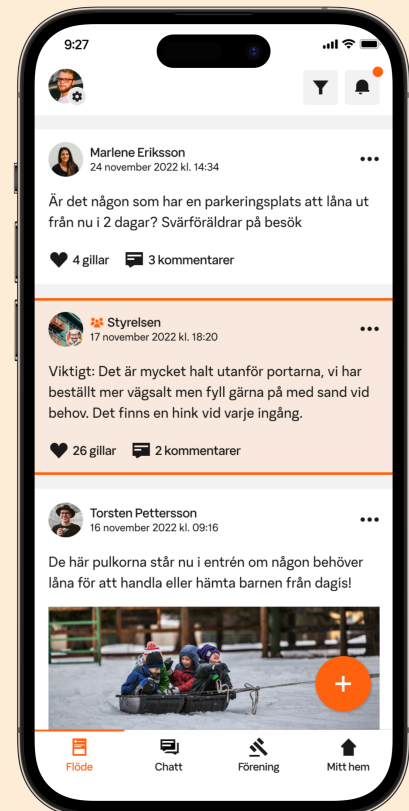 9:27
Marlene Eriksson
24 november 2022 kl. 14:34
Är det någon som har en parkeringsplats att låna ut
från nu i 2 dagar? Svärföräldrar på besök
4 gillar 3 kommentarer
Styrelsen
17 november 2022 kl. 18:20
Viktigt: Det är mycket halt utanför portarna, vi har
beställt mer vägsalt men fyll gärna på med sand vid
behov. Det finns en hink vid varje ingång.
26 gillar 2 kommentarer
Torsten Pettersson
16 november 2022 kl. 09:16
De här pulkorna står nu i entrén om någon behöver
låna för att handla eller hämta barnen från dagis!
Flöde Chatt Förening Mitt hem